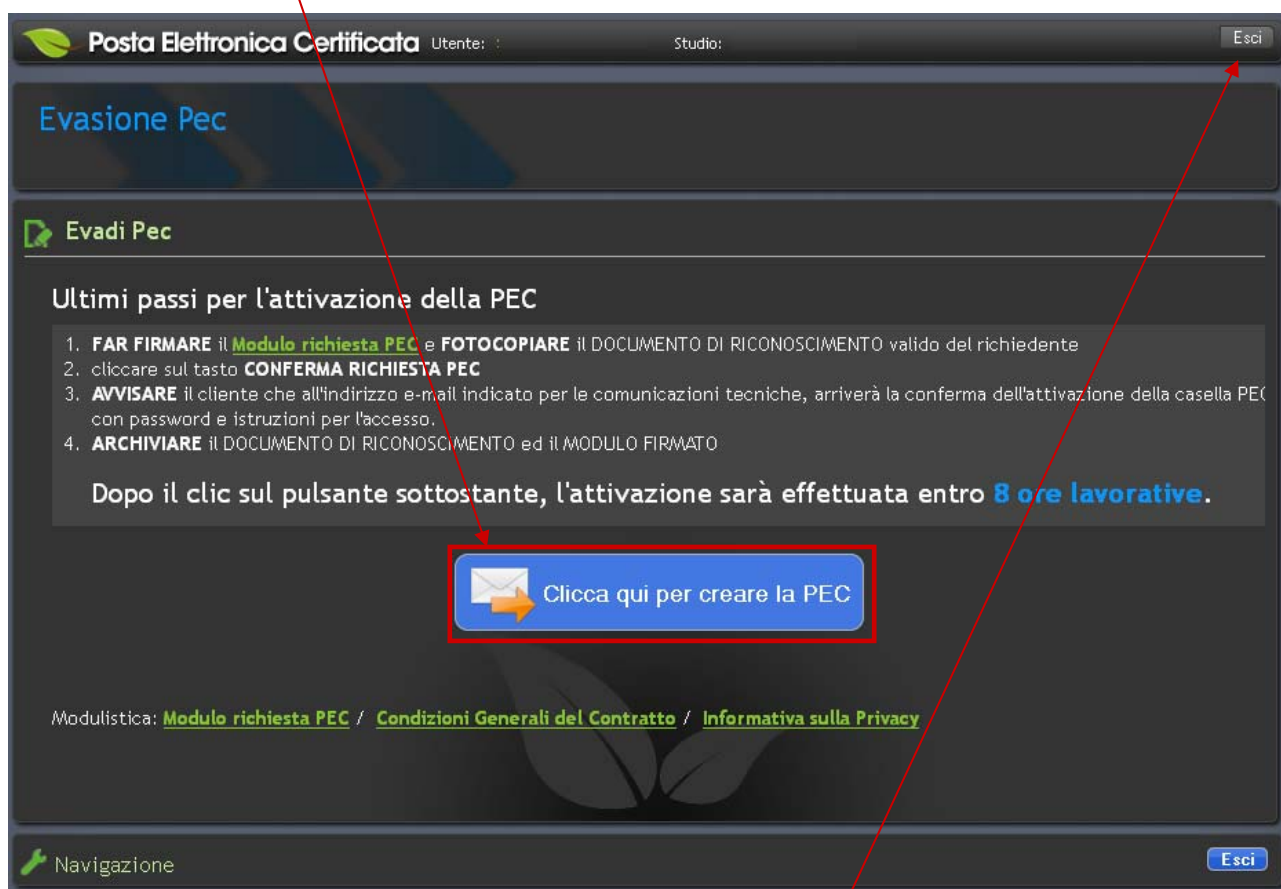 Posta Elettronica Certificata Utente: Studio: Esci
Evasione Pec
Evadi Pec
Ultimi passi per l'attivazione della PEC
1. FAR FIRMARE il Modulo richiesta PEC e FOTOCOPIARE il DOCUMENTO DI RICONOSCIMENTO valido del richiedente
2. cliccare sul tasto CONFERMA RICHIESTA PEC
3. AVVISARE il cliente che all'indirizzo e-mail indicato per le comunicazioni tecniche, arriverà la conferma dell'attivazione della casella PEC
con password e istruzioni per l'accesso.
4. ARCHIVIARE il DOCUMENTO DI RICONOSCIMENTO ed il MODULO FIRMATO
Dopo il clic sul pulsante sottostante, l'attivazione sarà effettuata entro 8 ore lavorative.
Clicca qui per creare la PEC
Modulistica: Modulo richiesta PEC / Condizioni Generali del Contratto / Informativa sulla Privacy
Navigazione Esci